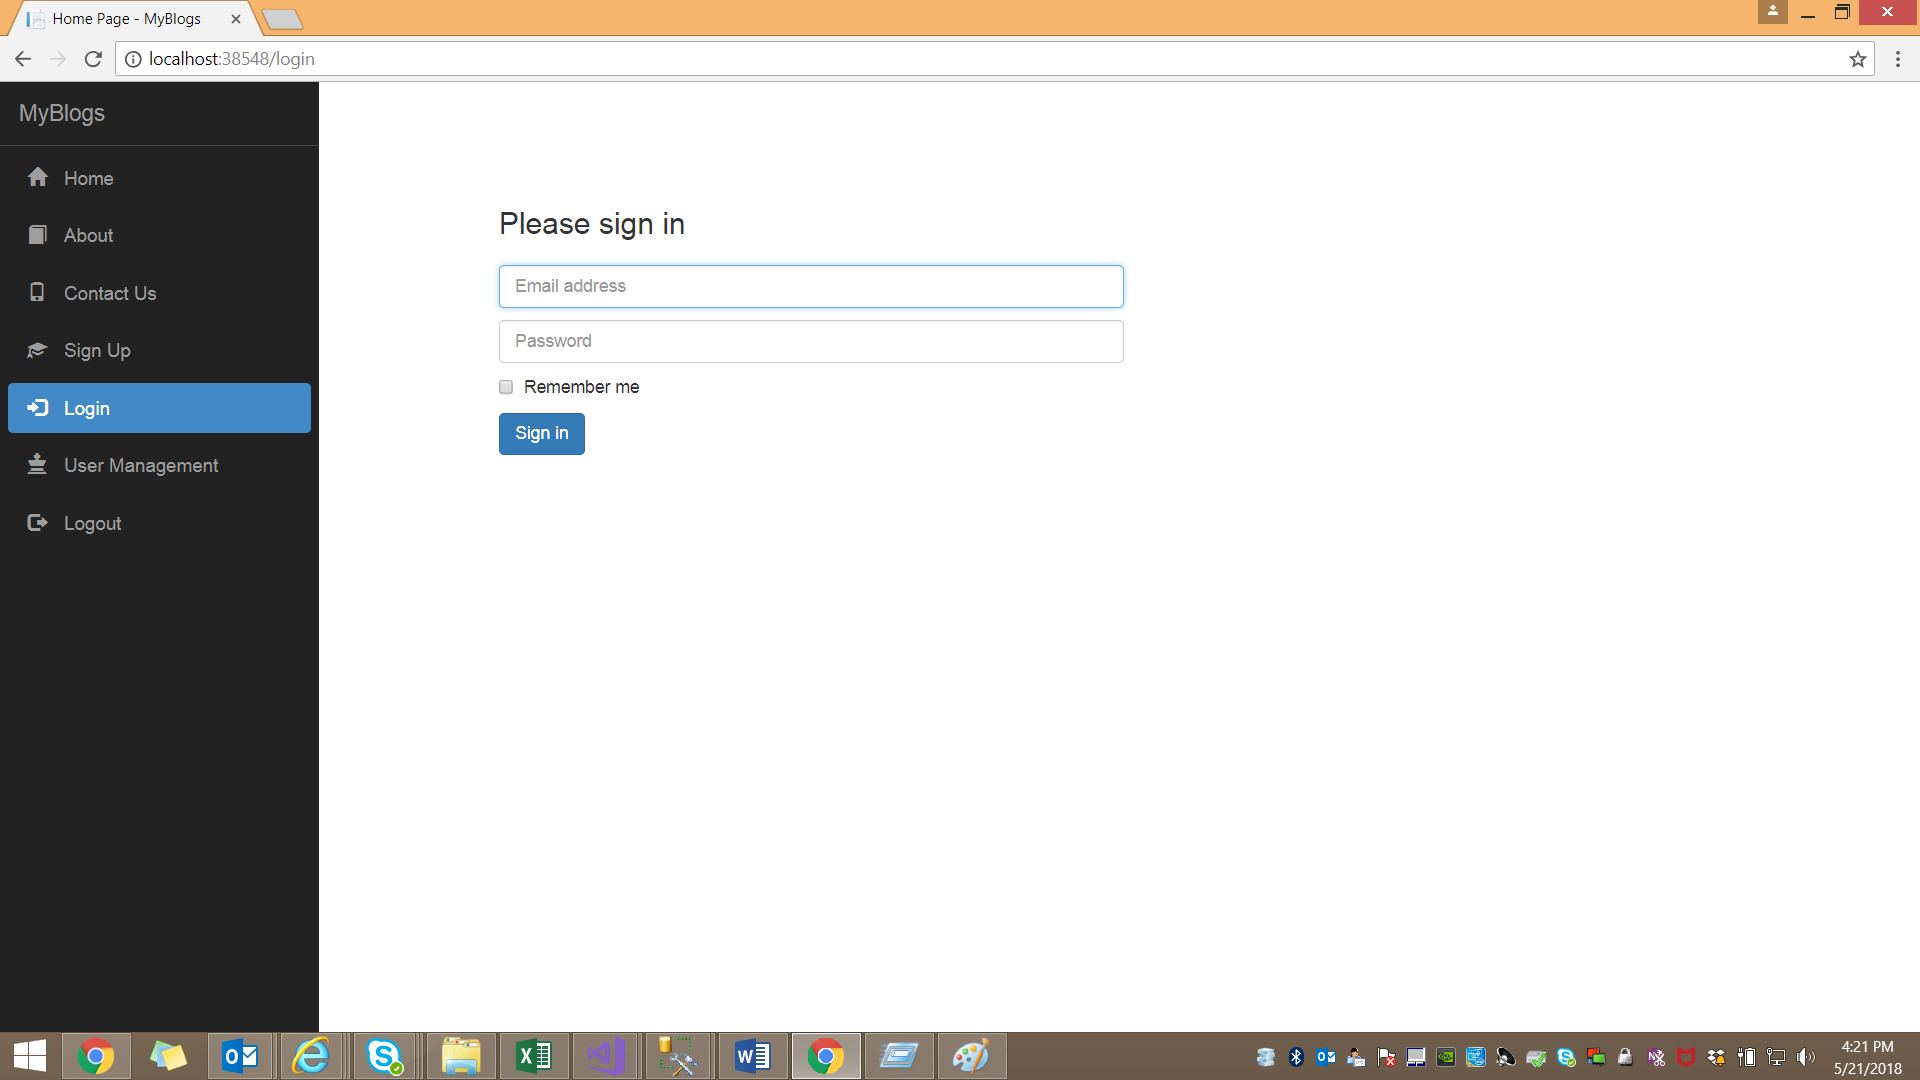 Home Page - MyBlogs
localhost:38548/login
MyBlogs
Home
About
Contact Us
Sign Up
Login
User Management
Logout
Please sign in
Email address
Password
Remember me
Sign in
4:21 PM
5/21/2018